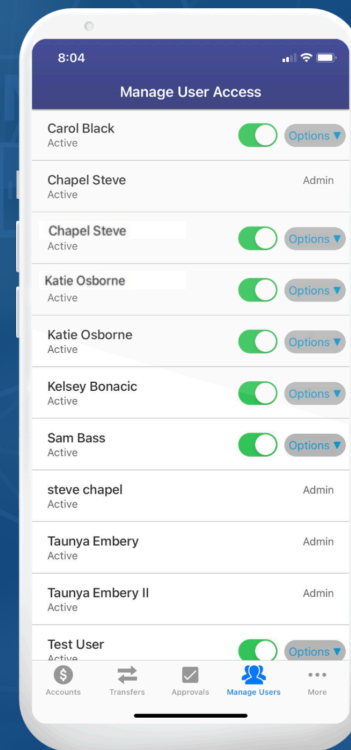 8:04
Manage User Access
Carol Black
Active
Options ▼
Chapel Steve
Active
Admin
Chapel Steve
Active
Options ▼
Katie Osborne
Active
Options ▼
Katie Osborne
Active
Options ▼
Kelsey Bonacic
Active
Options ▼
Sam Bass
Active
Options ▼
steve chapel
Active
Admin
Taunya Embery
Active
Admin
Taunya Embery II
Active
Admin
Test User
Active
Options ▼
Accounts Transfers Approvals Manage Users More